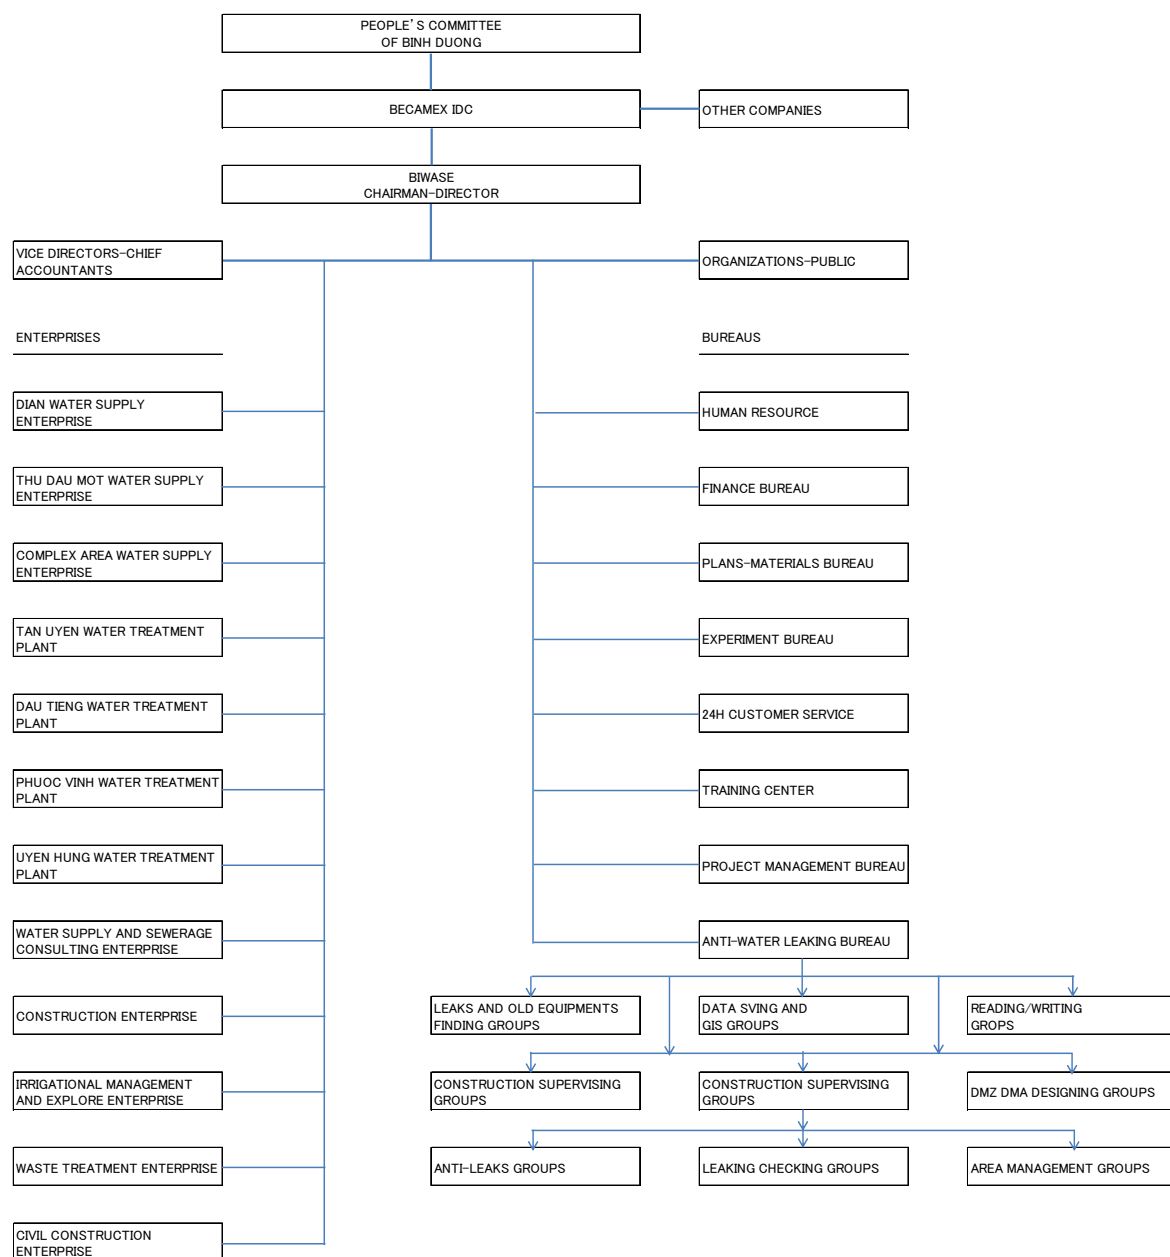 PEOPLE'S COMMITTEE
OF BINH DUONG
BECAMEX IDC
OTHER COMPANIES
BIWASE
CHAIRMAN-DIRECTOR
VICE DIRECTORS-CHIEF
ACCOUNTANTS
ORGANIZATIONS-PUBLIC
ENTERPRISES
BUREAUS
DIAN WATER SUPPLY
ENTERPRISE
HUMAN RESOURCE
THU DAU MOT WATER SUPPLY
ENTERPRISE
FINANCE BUREAU
COMPLEX AREA WATER SUPPLY
ENTERPRISE
PLANS-MATERIALS BUREAU
TAN UYEN WATER TREATMENT
PLANT
EXPERIMENT BUREAU
DAU TIENG WATER TREATMENT
PLANT
24H CUSTOMER SERVICE
PHUOC VINH WATER TREATMENT
PLANT
TRAINING CENTER
UYEN HUNG WATER TREATMENT
PLANT
PROJECT MANAGEMENT BUREAU
WATER SUPPLY AND SEWERAGE
CONSULTING ENTERPRISE
ANTI-WATER LEAKING BUREAU
CONSTRUCTION ENTERPRISE
LEAKS AND OLD EQUIPMENTS
FINDING GROUPS
DATA SVING AND
GIS GROUPS
READING/WRITING
GROPS
IRRIGATIONAL MANAGEMENT
AND EXPLORE ENTERPRISE
CONSTRUCTION SUPERVISING
GROUPS
CONSTRUCTION SUPERVISING
GROUPS
DMZ DMA DESIGNING GROUPS
WASTE TREATMENT ENTERPRISE
ANTI-LEAKS GROUPS
LEAKING CHECKING GROUPS
AREA MANAGEMENT GROUPS
CIVIL CONSTRUCTION
ENTERPRISE